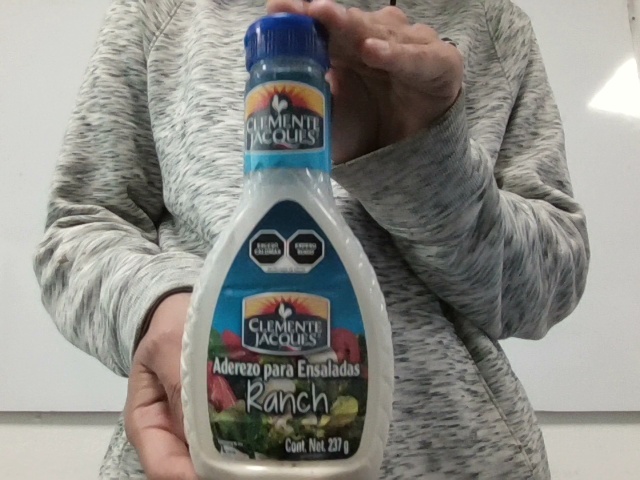 CLEMENTE
JACQUES
EXCESO CALORÍAS
EXCESO SODIO
CLEMENTE
JACQUES
Aderezo para Ensaladas
Ranch
Cont. Net. 237 g